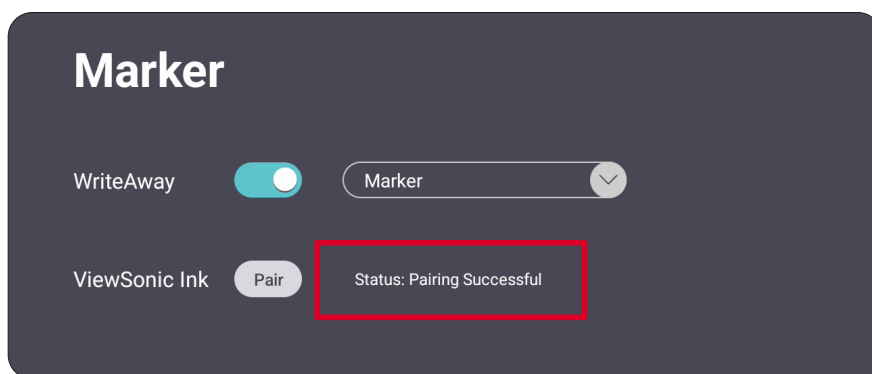 Marker
WriteAway Marker
ViewSonic Ink Pair Status: Pairing Successful